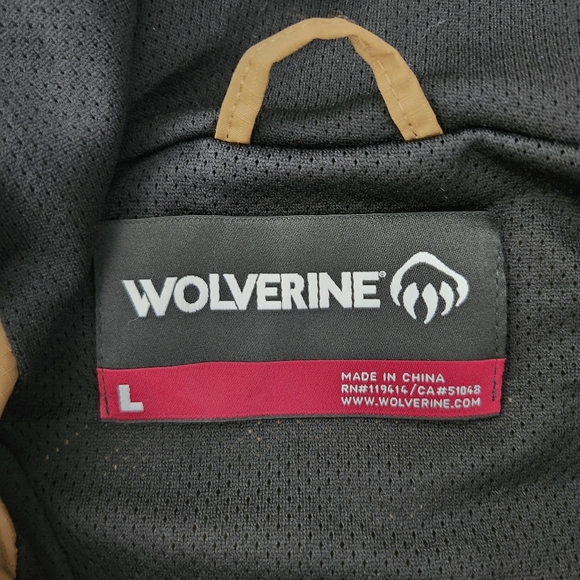 WOLVERINE®
L
MADE IN CHINA
RN#119414/CA#51048
WWW.WOLVERINE.COM